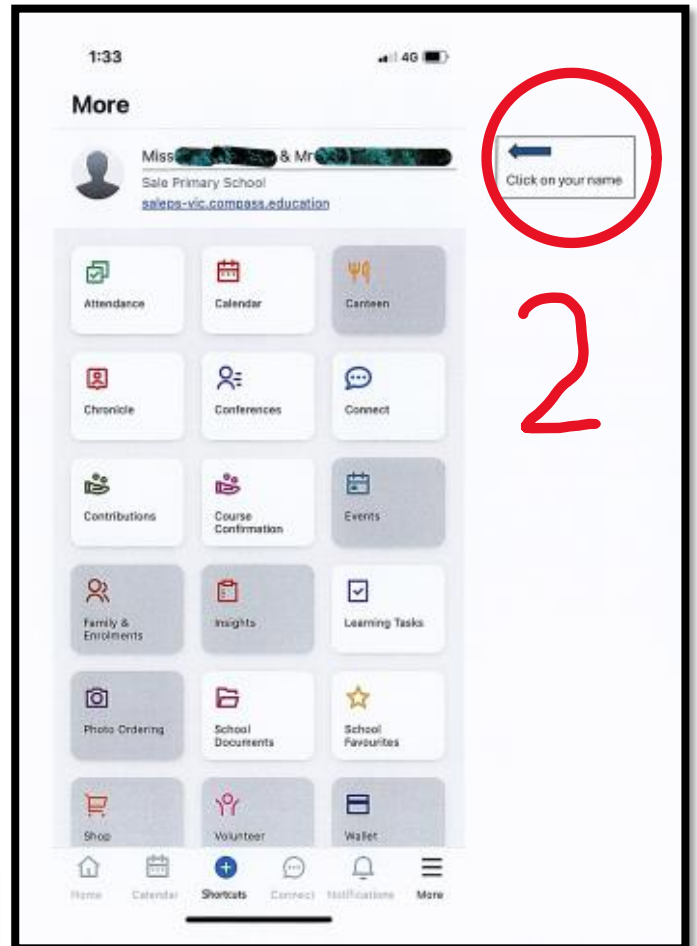 1:33 4G
More
Miss & Mr
Sale Primary School
saleps-vic.compass.education
Click on your name
2
Attendance Calendar Canteen
Chronicle Conferences Connect
Contributions Course Confirmation Events
Family & Enrolments Insights Learning Tasks
Photo Ordering School Documents School Favourites
Shop Volunteer Wallet
Home Calendar Shortcuts Connect Notifications More